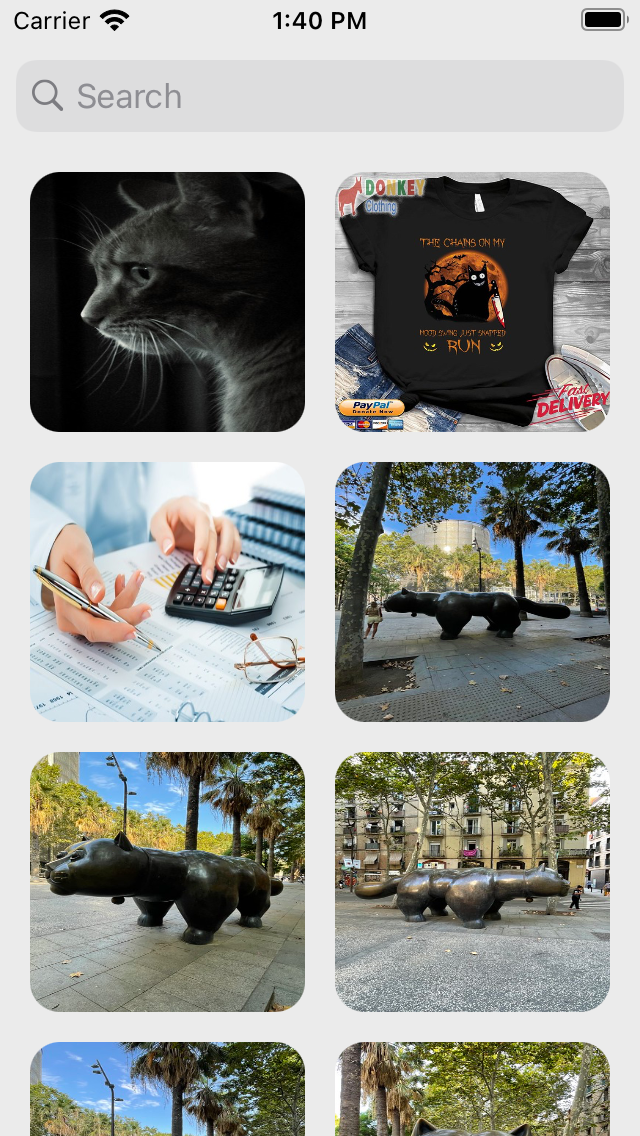 Carrier
1:40 PM
Search
DONKEY
Clothing
THE CHAINS ON MY
MOOD SWING JUST SNAPPED
RUN
PayPal
Donate Now
Fast
DELIVERY